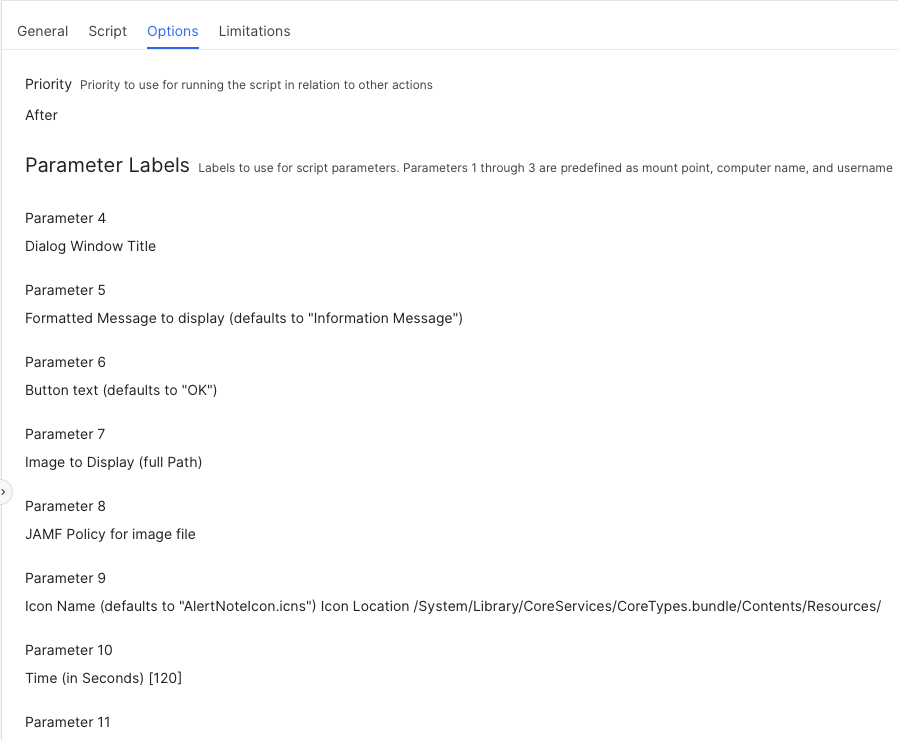 General Script Options Limitations
Priority Priority to use for running the script in relation to other actions
After
Parameter Labels Labels to use for script parameters. Parameters 1 through 3 are predefined as mount point, computer name, and username
Parameter 4
Dialog Window Title
Parameter 5
Formatted Message to display (defaults to "Information Message")
Parameter 6
Button text (defaults to "OK")
Parameter 7
Image to Display (full Path)
Parameter 8
JAMF Policy for image file
Parameter 9
Icon Name (defaults to "AlertNoteIcon.icns") Icon Location /System/Library/CoreServices/CoreTypes.bundle/Contents/Resources/
Parameter 10
Time (in Seconds) [120]
Parameter 11